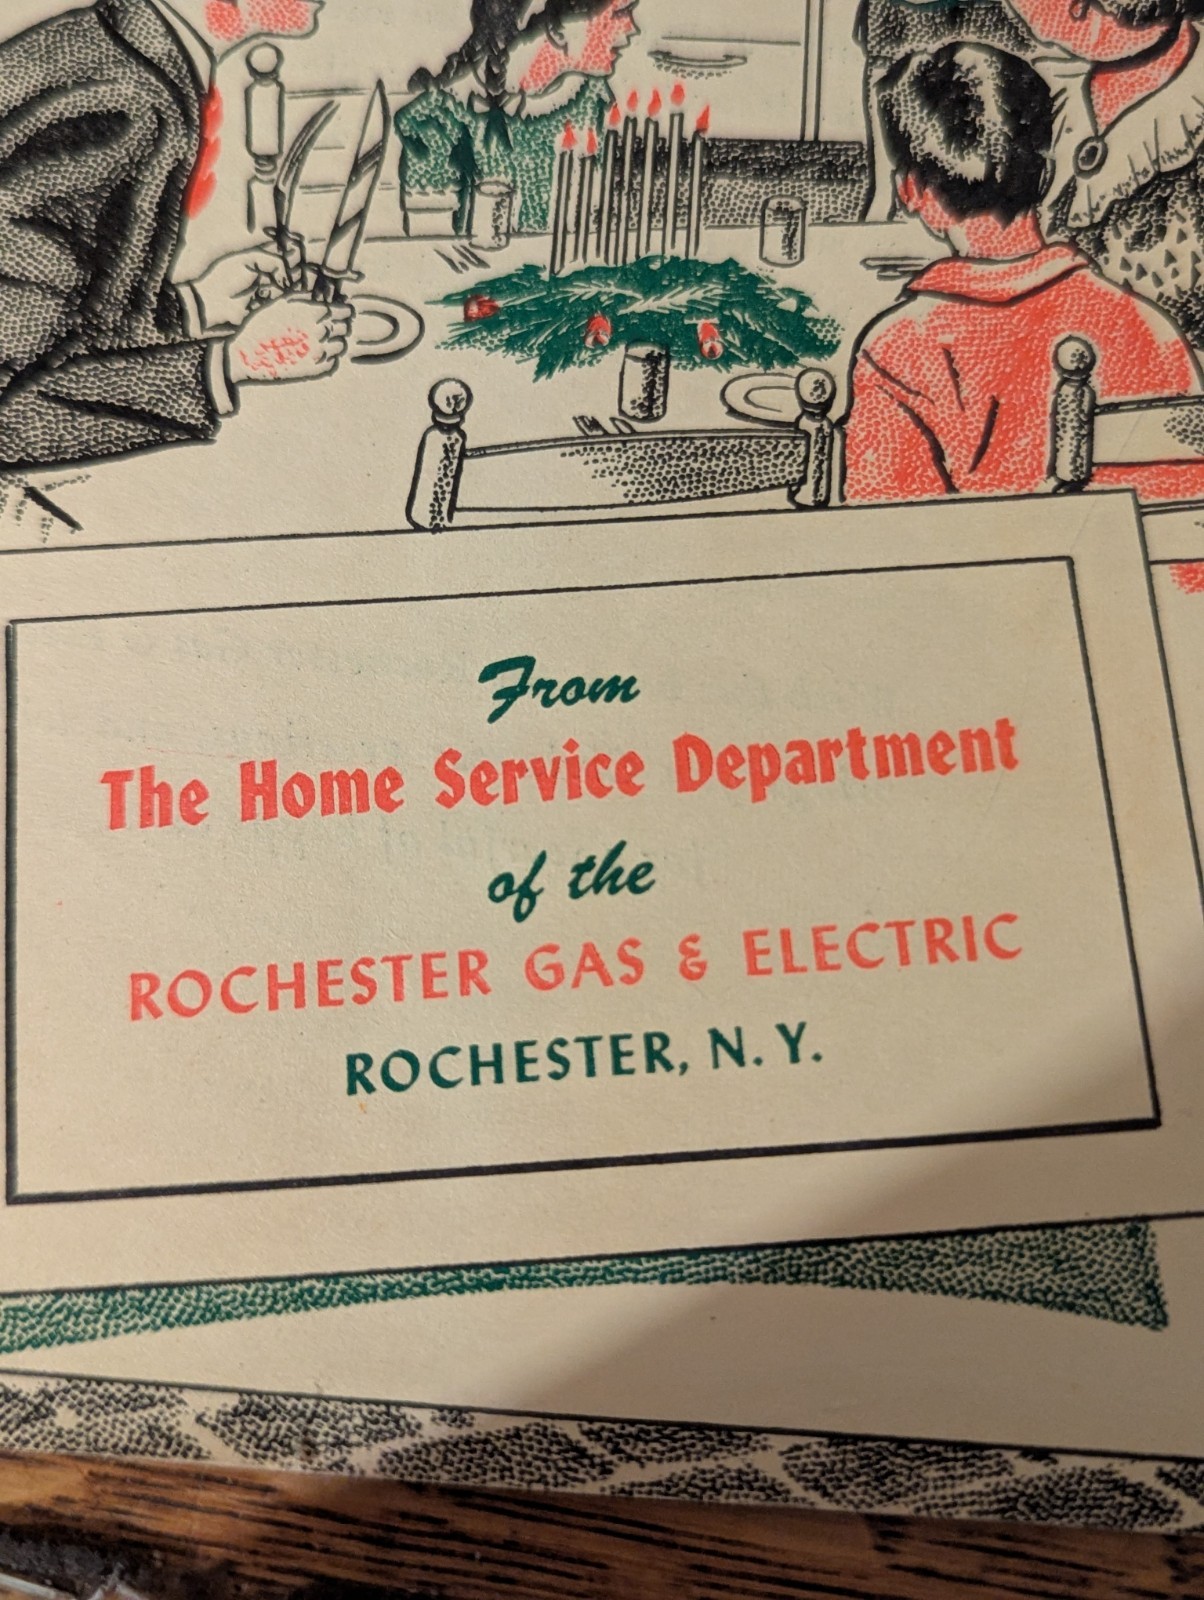 From
The Home Service Department
of the
ROCHESTER GAS & ELECTRIC
ROCHESTER, N. Y.